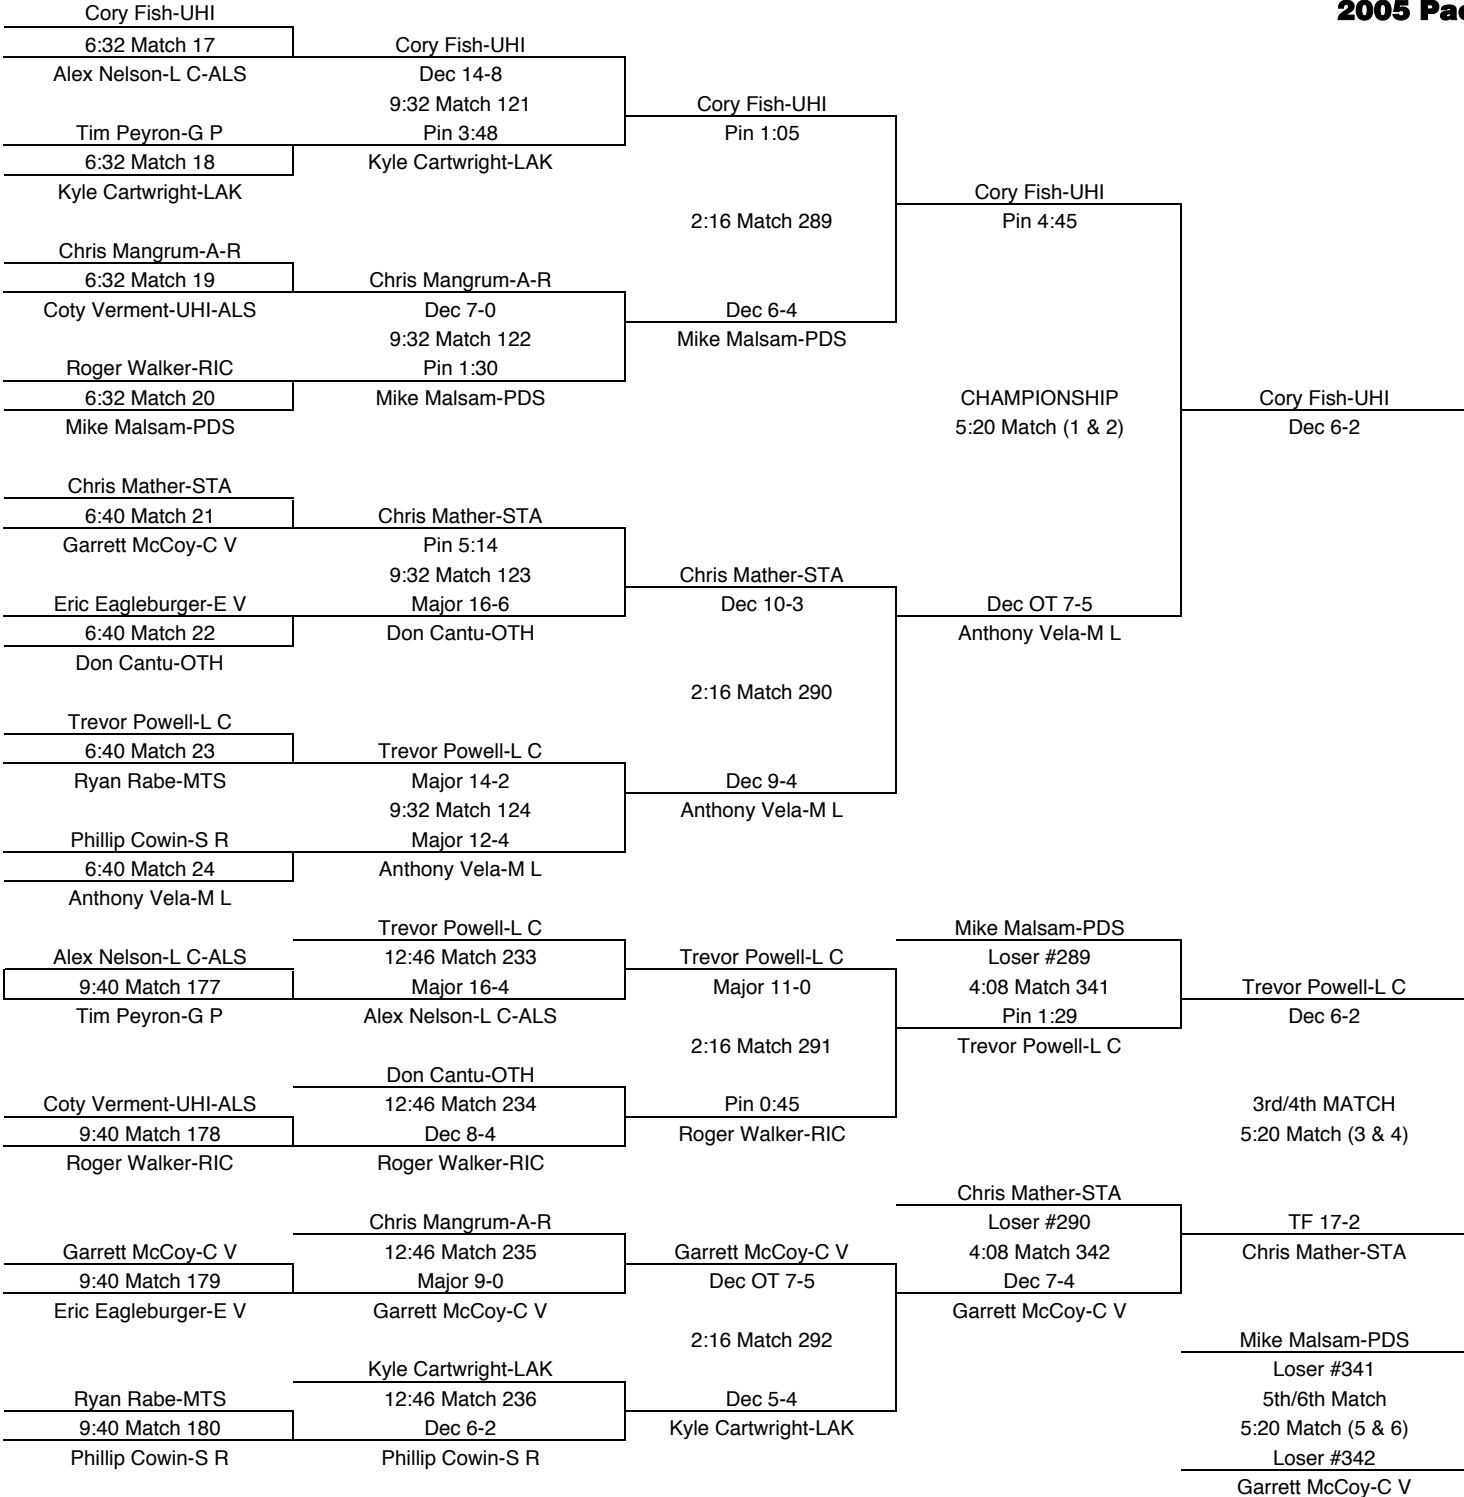 2005 Pac
Cory Fish-UHI
6:32 Match 17
Alex Nelson-L C-ALS
Tim Peyron-G P
6:32 Match 18
Kyle Cartwright-LAK
Chris Mangrum-A-R
6:32 Match 19
Coty Verment-UHI-ALS
Roger Walker-RIC
6:32 Match 20
Mike Malsam-PDS
Chris Mather-STA
6:40 Match 21
Garrett McCoy-C V
Eric Eagleburger-E V
6:40 Match 22
Don Cantu-OTH
Trevor Powell-L C
6:40 Match 23
Ryan Rabe-MTS
Phillip Cowin-S R
6:40 Match 24
Anthony Vela-M L
Cory Fish-UHI
Dec 14-8
9:32 Match 121
Pin 3:48
Kyle Cartwright-LAK
Chris Mangrum-A-R
Dec 7-0
9:32 Match 122
Pin 1:30
Mike Malsam-PDS
Chris Mather-STA
Pin 5:14
9:32 Match 123
Major 16-6
Don Cantu-OTH
Trevor Powell-L C
Major 14-2
9:32 Match 124
Major 12-4
Anthony Vela-M L
Cory Fish-UHI
Pin 1:05
2:16 Match 289
Dec 6-4
Mike Malsam-PDS
Chris Mather-STA
Dec 10-3
2:16 Match 290
Dec 9-4
Anthony Vela-M L
Cory Fish-UHI
Pin 4:45
CHAMPIONSHIP
5:20 Match (1 & 2)
Dec OT 7-5
Anthony Vela-M L
Cory Fish-UHI
Dec 6-2
Alex Nelson-L C-ALS
9:40 Match 177
Tim Peyron-G P
Coty Verment-UHI-ALS
9:40 Match 178
Roger Walker-RIC
Garrett McCoy-C V
9:40 Match 179
Eric Eagleburger-E V
Ryan Rabe-MTS
9:40 Match 180
Phillip Cowin-S R
Trevor Powell-L C
12:46 Match 233
Major 16-4
Alex Nelson-L C-ALS
Don Cantu-OTH
12:46 Match 234
Dec 8-4
Roger Walker-RIC
Chris Mangrum-A-R
12:46 Match 235
Major 9-0
Garrett McCoy-C V
Kyle Cartwright-LAK
12:46 Match 236
Dec 6-2
Phillip Cowin-S R
Trevor Powell-L C
Major 11-0
2:16 Match 291
Pin 0:45
Roger Walker-RIC
Garrett McCoy-C V
Dec OT 7-5
2:16 Match 292
Dec 5-4
Kyle Cartwright-LAK
Mike Malsam-PDS
Loser #289
4:08 Match 341
Pin 1:29
Trevor Powell-L C
Chris Mather-STA
Loser #290
4:08 Match 342
Dec 7-4
Garrett McCoy-C V
Trevor Powell-L C
Dec 6-2
3rd/4th MATCH
5:20 Match (3 & 4)
TF 17-2
Chris Mather-STA
Mike Malsam-PDS
Loser #341
5th/6th Match
5:20 Match (5 & 6)
Loser #342
Garrett McCoy-C V